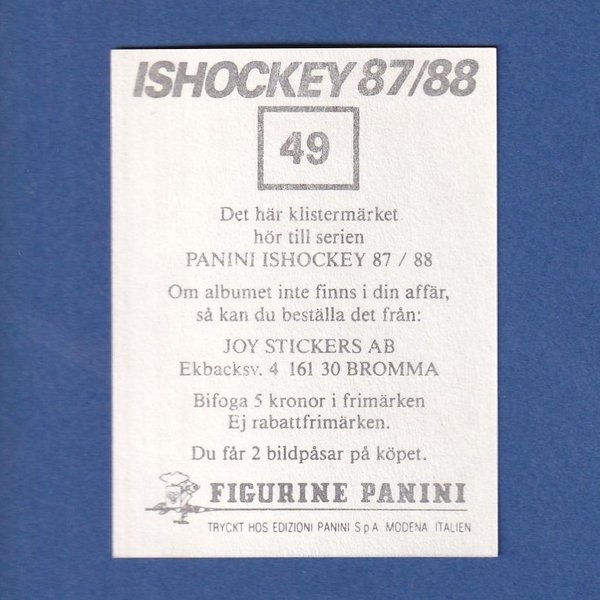 ISHOCKEY 87/88
49
Det här klistermärket
hör till serien
PANINI ISHOCKEY 87 / 88
Om albumet inte finns i din affär,
så kan du beställa det från:
JOY STICKERS AB
Ekbacksv. 4 161 30 BROMMA
Bifoga 5 kronor i frimärken
Ej rabattfrimärken.
Du får 2 bildpåsar på köpet.
FIGURINE PANINI
TRYCKT HOS EDIZIONI PANINI S p A MODENA ITALIEN